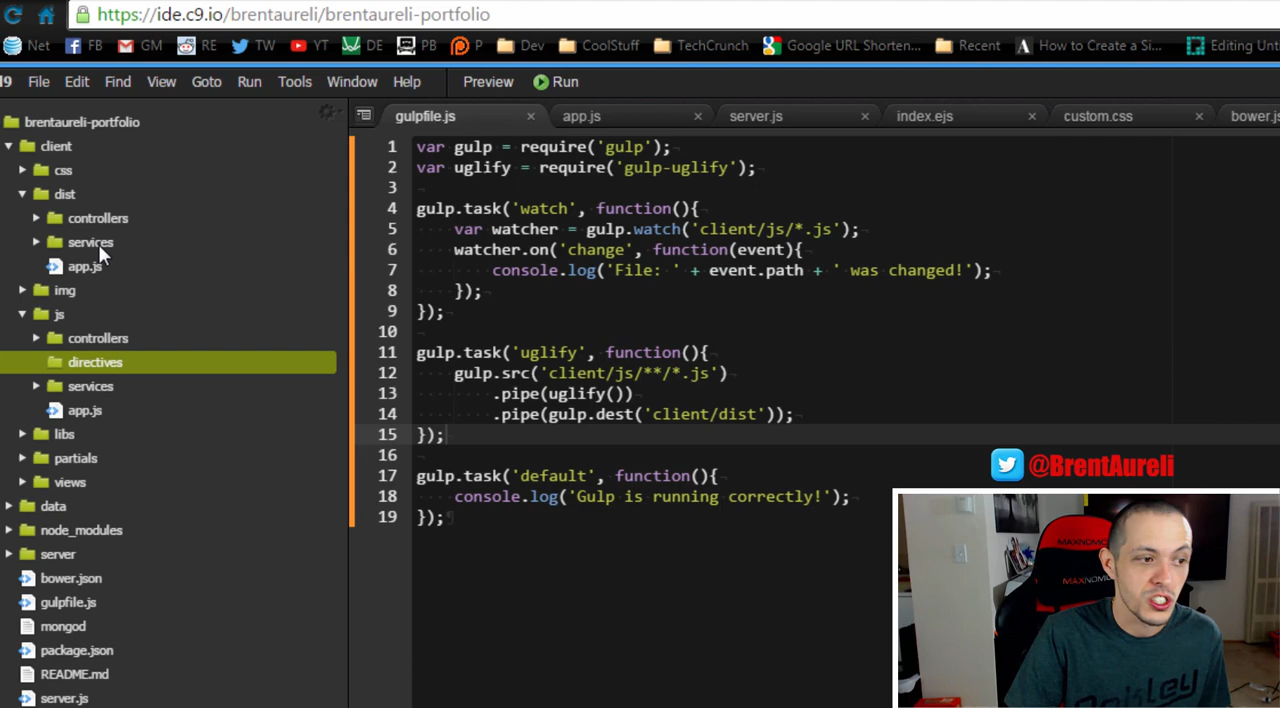 https://ide.c9.io/brentaureli/brentaureli-portfolio
Net FB GM RE TW YT DE PB P Dev CoolStuff TechCrunch Google URL Shorten... Recent How to Create a Si... Editing Unt
9 File Edit Find View Goto Run Tools Window Help Preview Run
brentaureli-portfolio
client
css
dist
controllers
services
app.js
img
js
controllers
directives
services
app.js
libs
partials
views
data
node_modules
server
bower.json
gulpfile.js
mongod
package.json
README.md
server.js
gulpfile.js × app.js × server.js × index.ejs × custom.css × bower.js
1 var gulp = require('gulp');
2 var uglify = require('gulp-uglify');
3
4 gulp.task('watch', function(){
5 var watcher = gulp.watch('client/js/*.js');
6 watcher.on('change', function(event){
7 console.log('File: ' + event.path + ' was changed!');
8 });
9 });
10
11 gulp.task('uglify', function(){
12 gulp.src('client/js/**/*.js')
13 .pipe(uglify())
14 .pipe(gulp.dest('client/dist'));
15 });
16
17 gulp.task('default', function(){
18 console.log('Gulp is running correctly!');
19 });
@BrentAureli
MAXNOMIC
MAXNOMIC